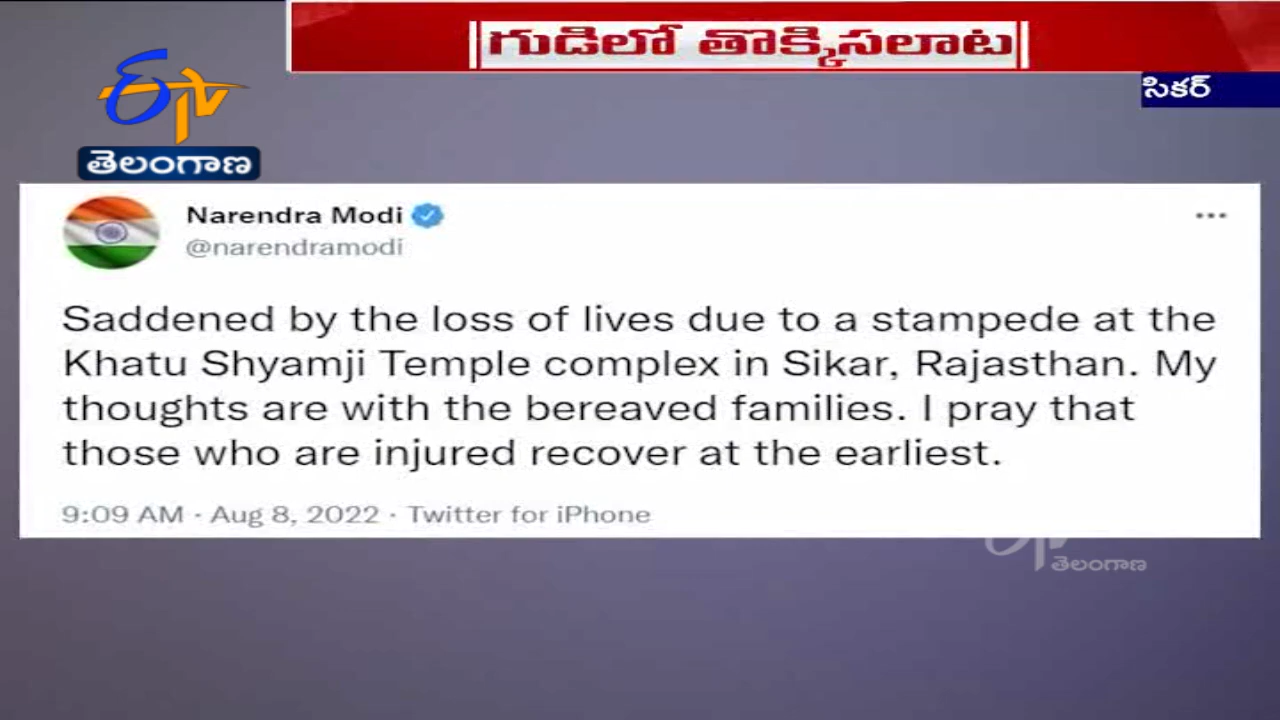 గుడిలో తొక్కిసలాట
సికర్
ETV
తెలంగాణ
Narendra Modi
@narendramodi
Saddened by the loss of lives due to a stampede at the
Khatu Shyamji Temple complex in Sikar, Rajasthan. My
thoughts are with the bereaved families. I pray that
those who are injured recover at the earliest.
9:09 AM · Aug 8, 2022 · Twitter for iPhone
ETV
తెలంగాణ